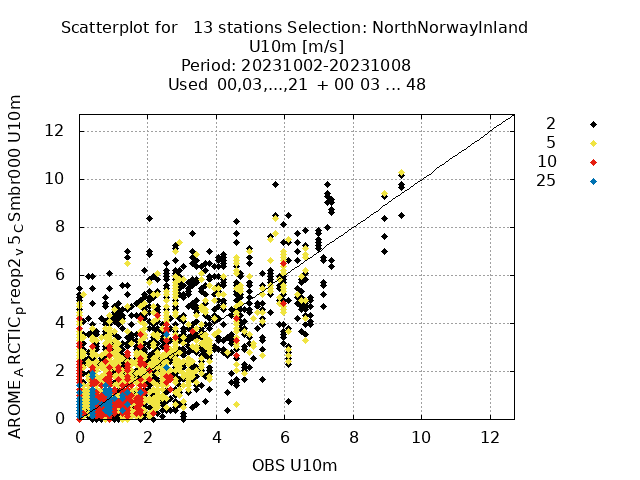 Scatterplot for 13 stations Selection: NorthNorwayInland
U10m [m/s]
Period: 20231002-20231008
Used 00,03,...,21 + 00 03 ... 48
2
5
10
25
AROME_ARCTIC_preop2_v5_CSmbr000 U10m
12
10
8
6
4
2
0
0 2 4 6 8 10 12
OBS U10m